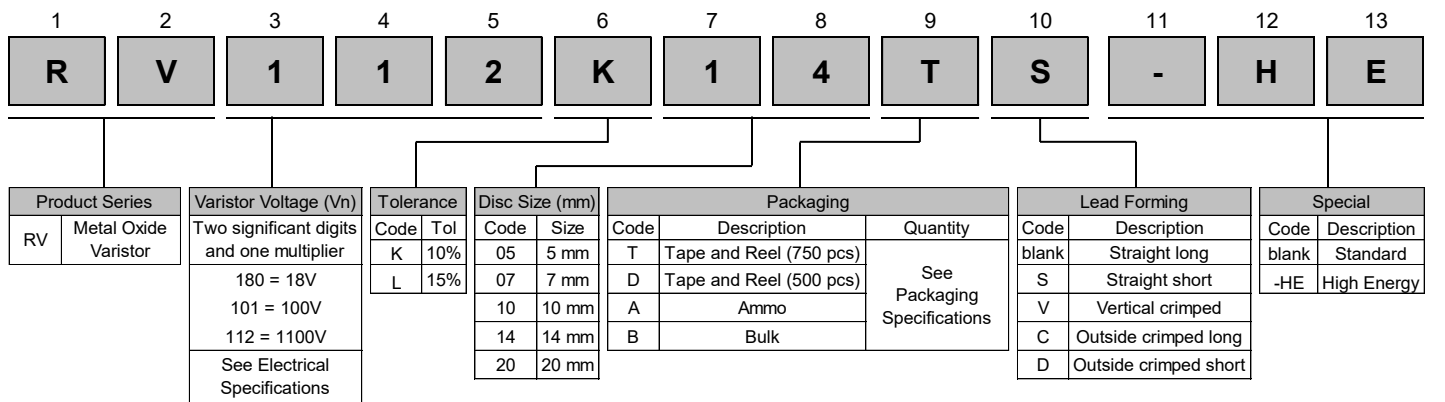 1 2 3 4 5 6 7 8 9 10 11 12 13
R V 1 1 2 K 1 4 T S - H E
Product Series
RV Metal Oxide
Varistor
Varistor Voltage (Vn)
Two significant digits
and one multiplier
180 = 18V
101 = 100V
112 = 1100V
See Electrical
Specifications
Tolerance
Code Tol
K 10%
L 15%
Disc Size (mm)
Code Size
05 5 mm
07 7 mm
10 10 mm
14 14 mm
20 20 mm
Packaging
Code Description Quantity
T Tape and Reel (750 pcs)
D Tape and Reel (500 pcs)
A Ammo
B Bulk
See
Packaging
Specifications
Lead Forming
Code Description
blank Straight long
S Straight short
V Vertical crimped
C Outside crimped long
D Outside crimped short
Special
Code Description
blank Standard
-HE High Energy